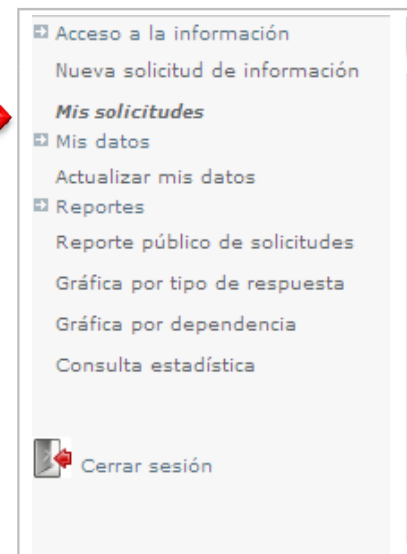 Acceso a la información
Nueva solicitud de información
Mis solicitudes
Mis datos
Actualizar mis datos
Reportes
Reporte público de solicitudes
Gráfica por tipo de respuesta
Gráfica por dependencia
Consulta estadística
Cerrar sesión